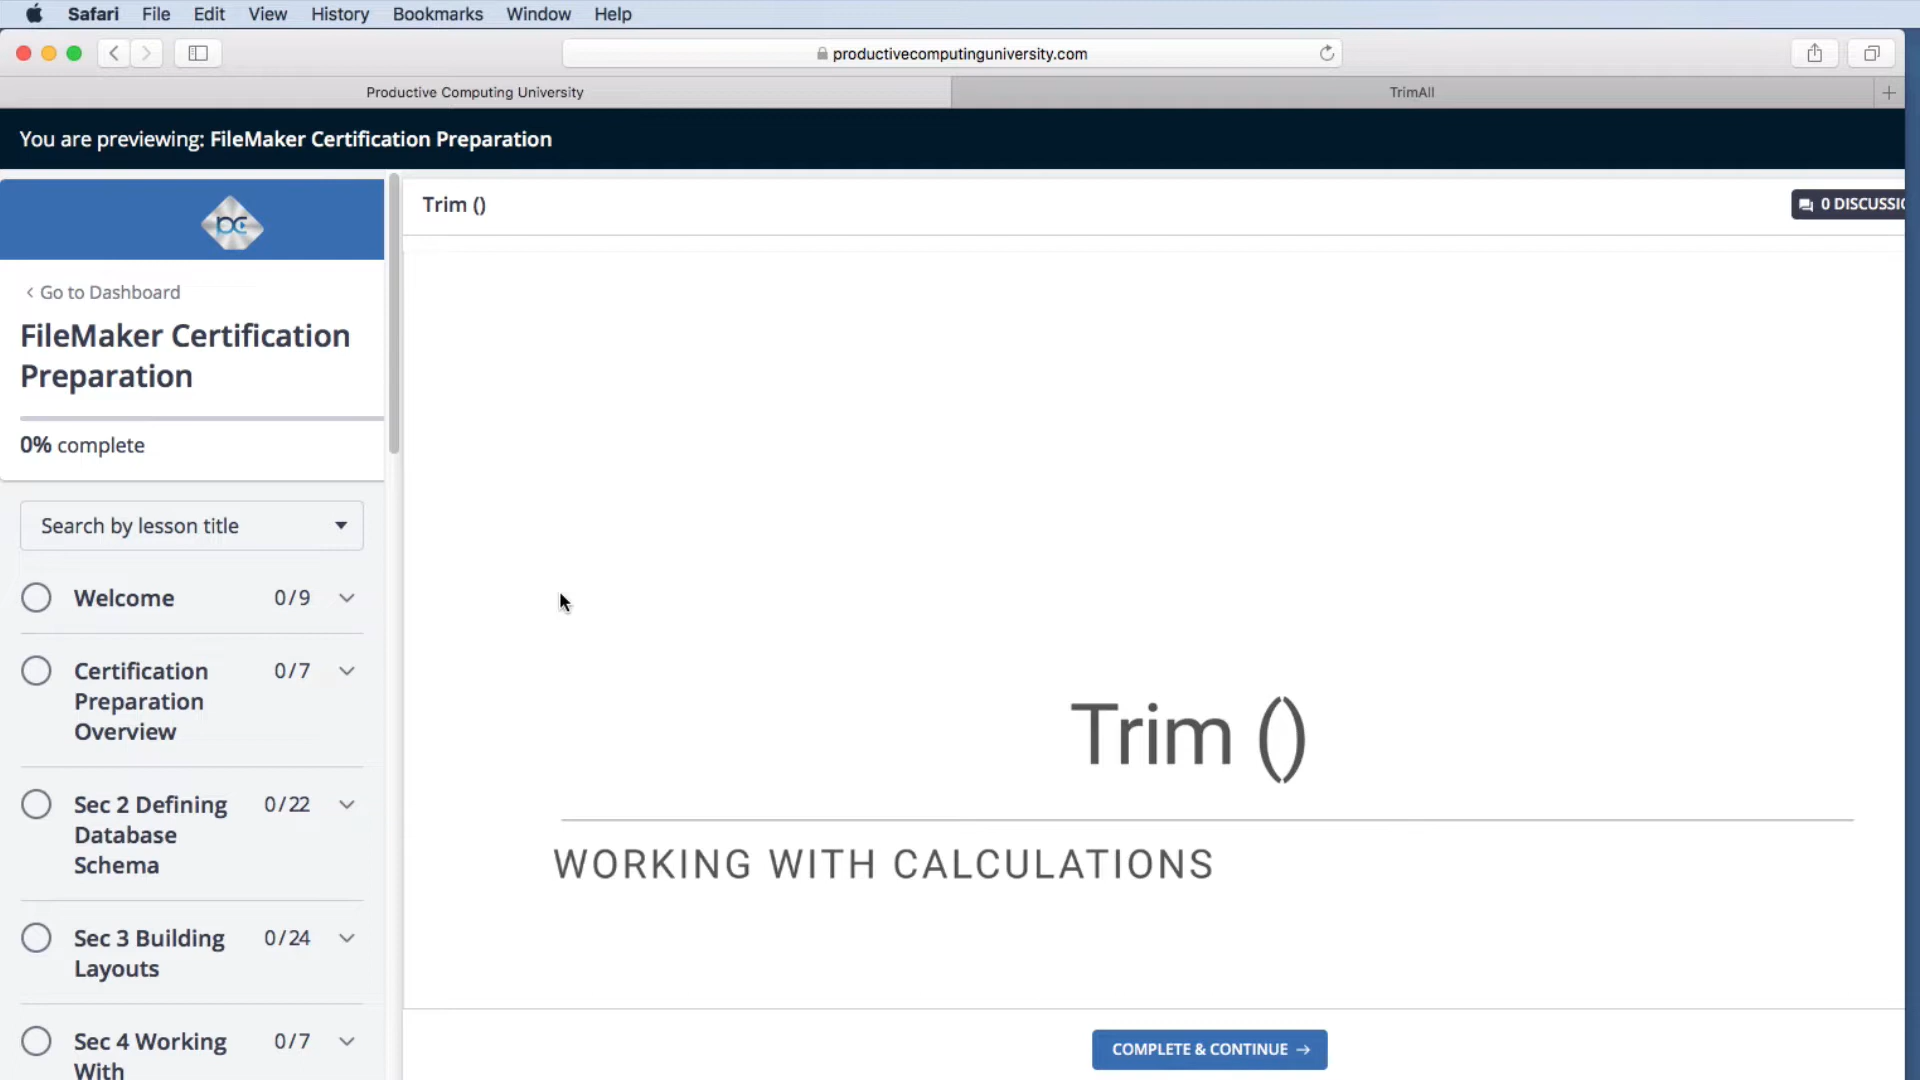 Safari File Edit View History Bookmarks Window Help
productivecomputinguniversity.com
Productive Computing University
TrimAll
You are previewing: FileMaker Certification Preparation
pc
Trim ()
0 DISCUSSIO
< Go to Dashboard
FileMaker Certification
Preparation
0% complete
Search by lesson title
Welcome 0/9
Certification 0/7
Preparation
Overview
Sec 2 Defining 0/22
Database
Schema
Sec 3 Building 0/24
Layouts
Sec 4 Working 0/7
With
Trim ()
WORKING WITH CALCULATIONS
COMPLETE & CONTINUE →